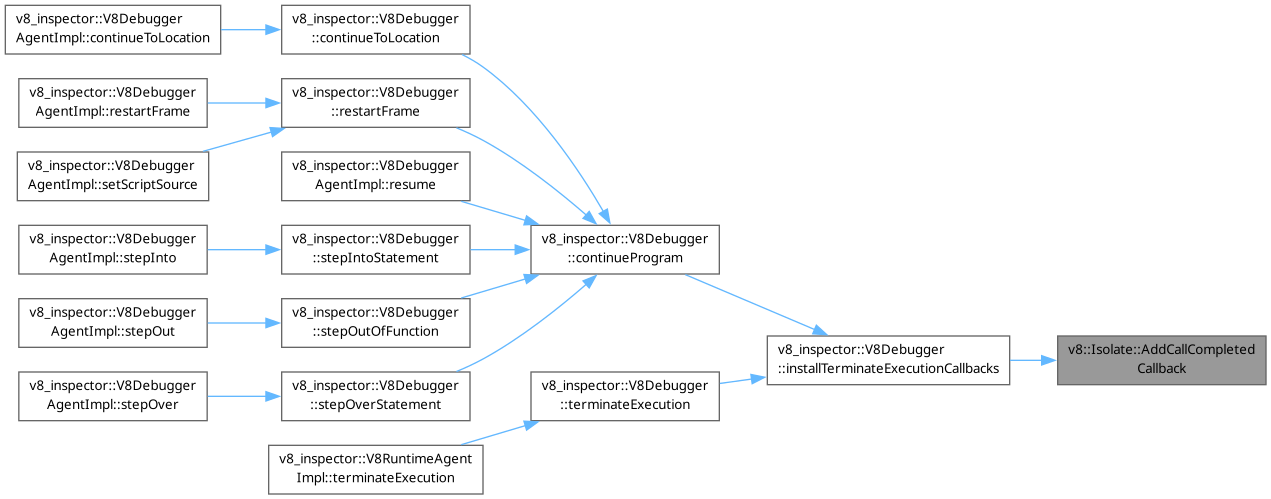 v8_inspector::V8Debugger
AgentImpl::continueToLocation
v8_inspector::V8Debugger
::continueToLocation
v8_inspector::V8Debugger
AgentImpl::restartFrame
v8_inspector::V8Debugger
::restartFrame
v8_inspector::V8Debugger
AgentImpl::setScriptSource
v8_inspector::V8Debugger
AgentImpl::resume
v8_inspector::V8Debugger
AgentImpl::stepInto
v8_inspector::V8Debugger
::stepIntoStatement
v8_inspector::V8Debugger
::continueProgram
v8_inspector::V8Debugger
AgentImpl::stepOut
v8_inspector::V8Debugger
::stepOutOfFunction
v8_inspector::V8Debugger
::installTerminateExecutionCallbacks
v8::Isolate::AddCallCompleted
Callback
v8_inspector::V8Debugger
AgentImpl::stepOver
v8_inspector::V8Debugger
::stepOverStatement
v8_inspector::V8Debugger
::terminateExecution
v8_inspector::V8RuntimeAgent
Impl::terminateExecution